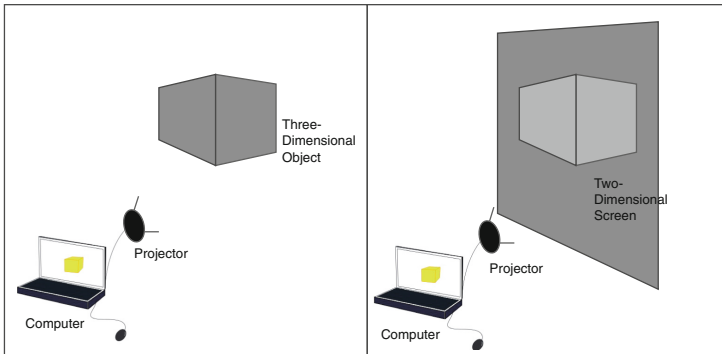 Three-
Dimensional
Object
Projector
Computer
Two-
Dimensional
Screen
Projector
Computer